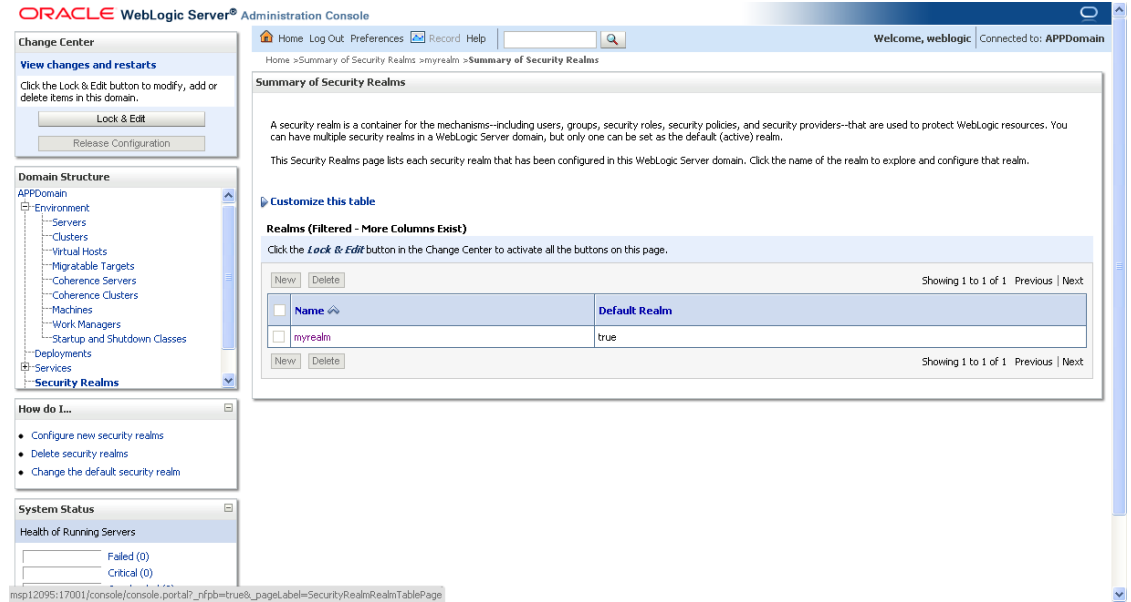 ORACLE WebLogic Server® Administration Console
Change Center
View changes and restarts
Click the Lock & Edit button to modify, add or
delete items in this domain.
Lock & Edit
Release Configuration
Domain Structure
APPDomain
Environment
Servers
Clusters
Virtual Hosts
Migratable Targets
Coherence Servers
Coherence Clusters
Machines
Work Managers
Startup and Shutdown Classes
Deployments
Services
Security Realms
How do I...
Configure new security realms
Delete security realms
Change the default security realm
System Status
Health of Running Servers
Failed (0)
Critical (0)
msp12095:17001/console/console.portal?_nfpb=true&_pageLabel=SecurityRealmRealmTablePage
Home Log Out Preferences Record Help
Welcome, weblogic Connected to: APPDomain
Home >Summary of Security Realms >myrealm >Summary of Security Realms
Summary of Security Realms
A security realm is a container for the mechanisms--including users, groups, security roles, security policies, and security providers--that are used to protect WebLogic resources. You
can have multiple security realms in a WebLogic Server domain, but only one can be set as the default (active) realm.
This Security Realms page lists each security realm that has been configured in this WebLogic Server domain. Click the name of the realm to explore and configure that realm.
Customize this table
Realms (Filtered - More Columns Exist)
Click the Lock & Edit button in the Change Center to activate all the buttons on this page.
New Delete Showing 1 to 1 of 1 Previous | Next
Name Default Realm
myrealm true
New Delete Showing 1 to 1 of 1 Previous | Next